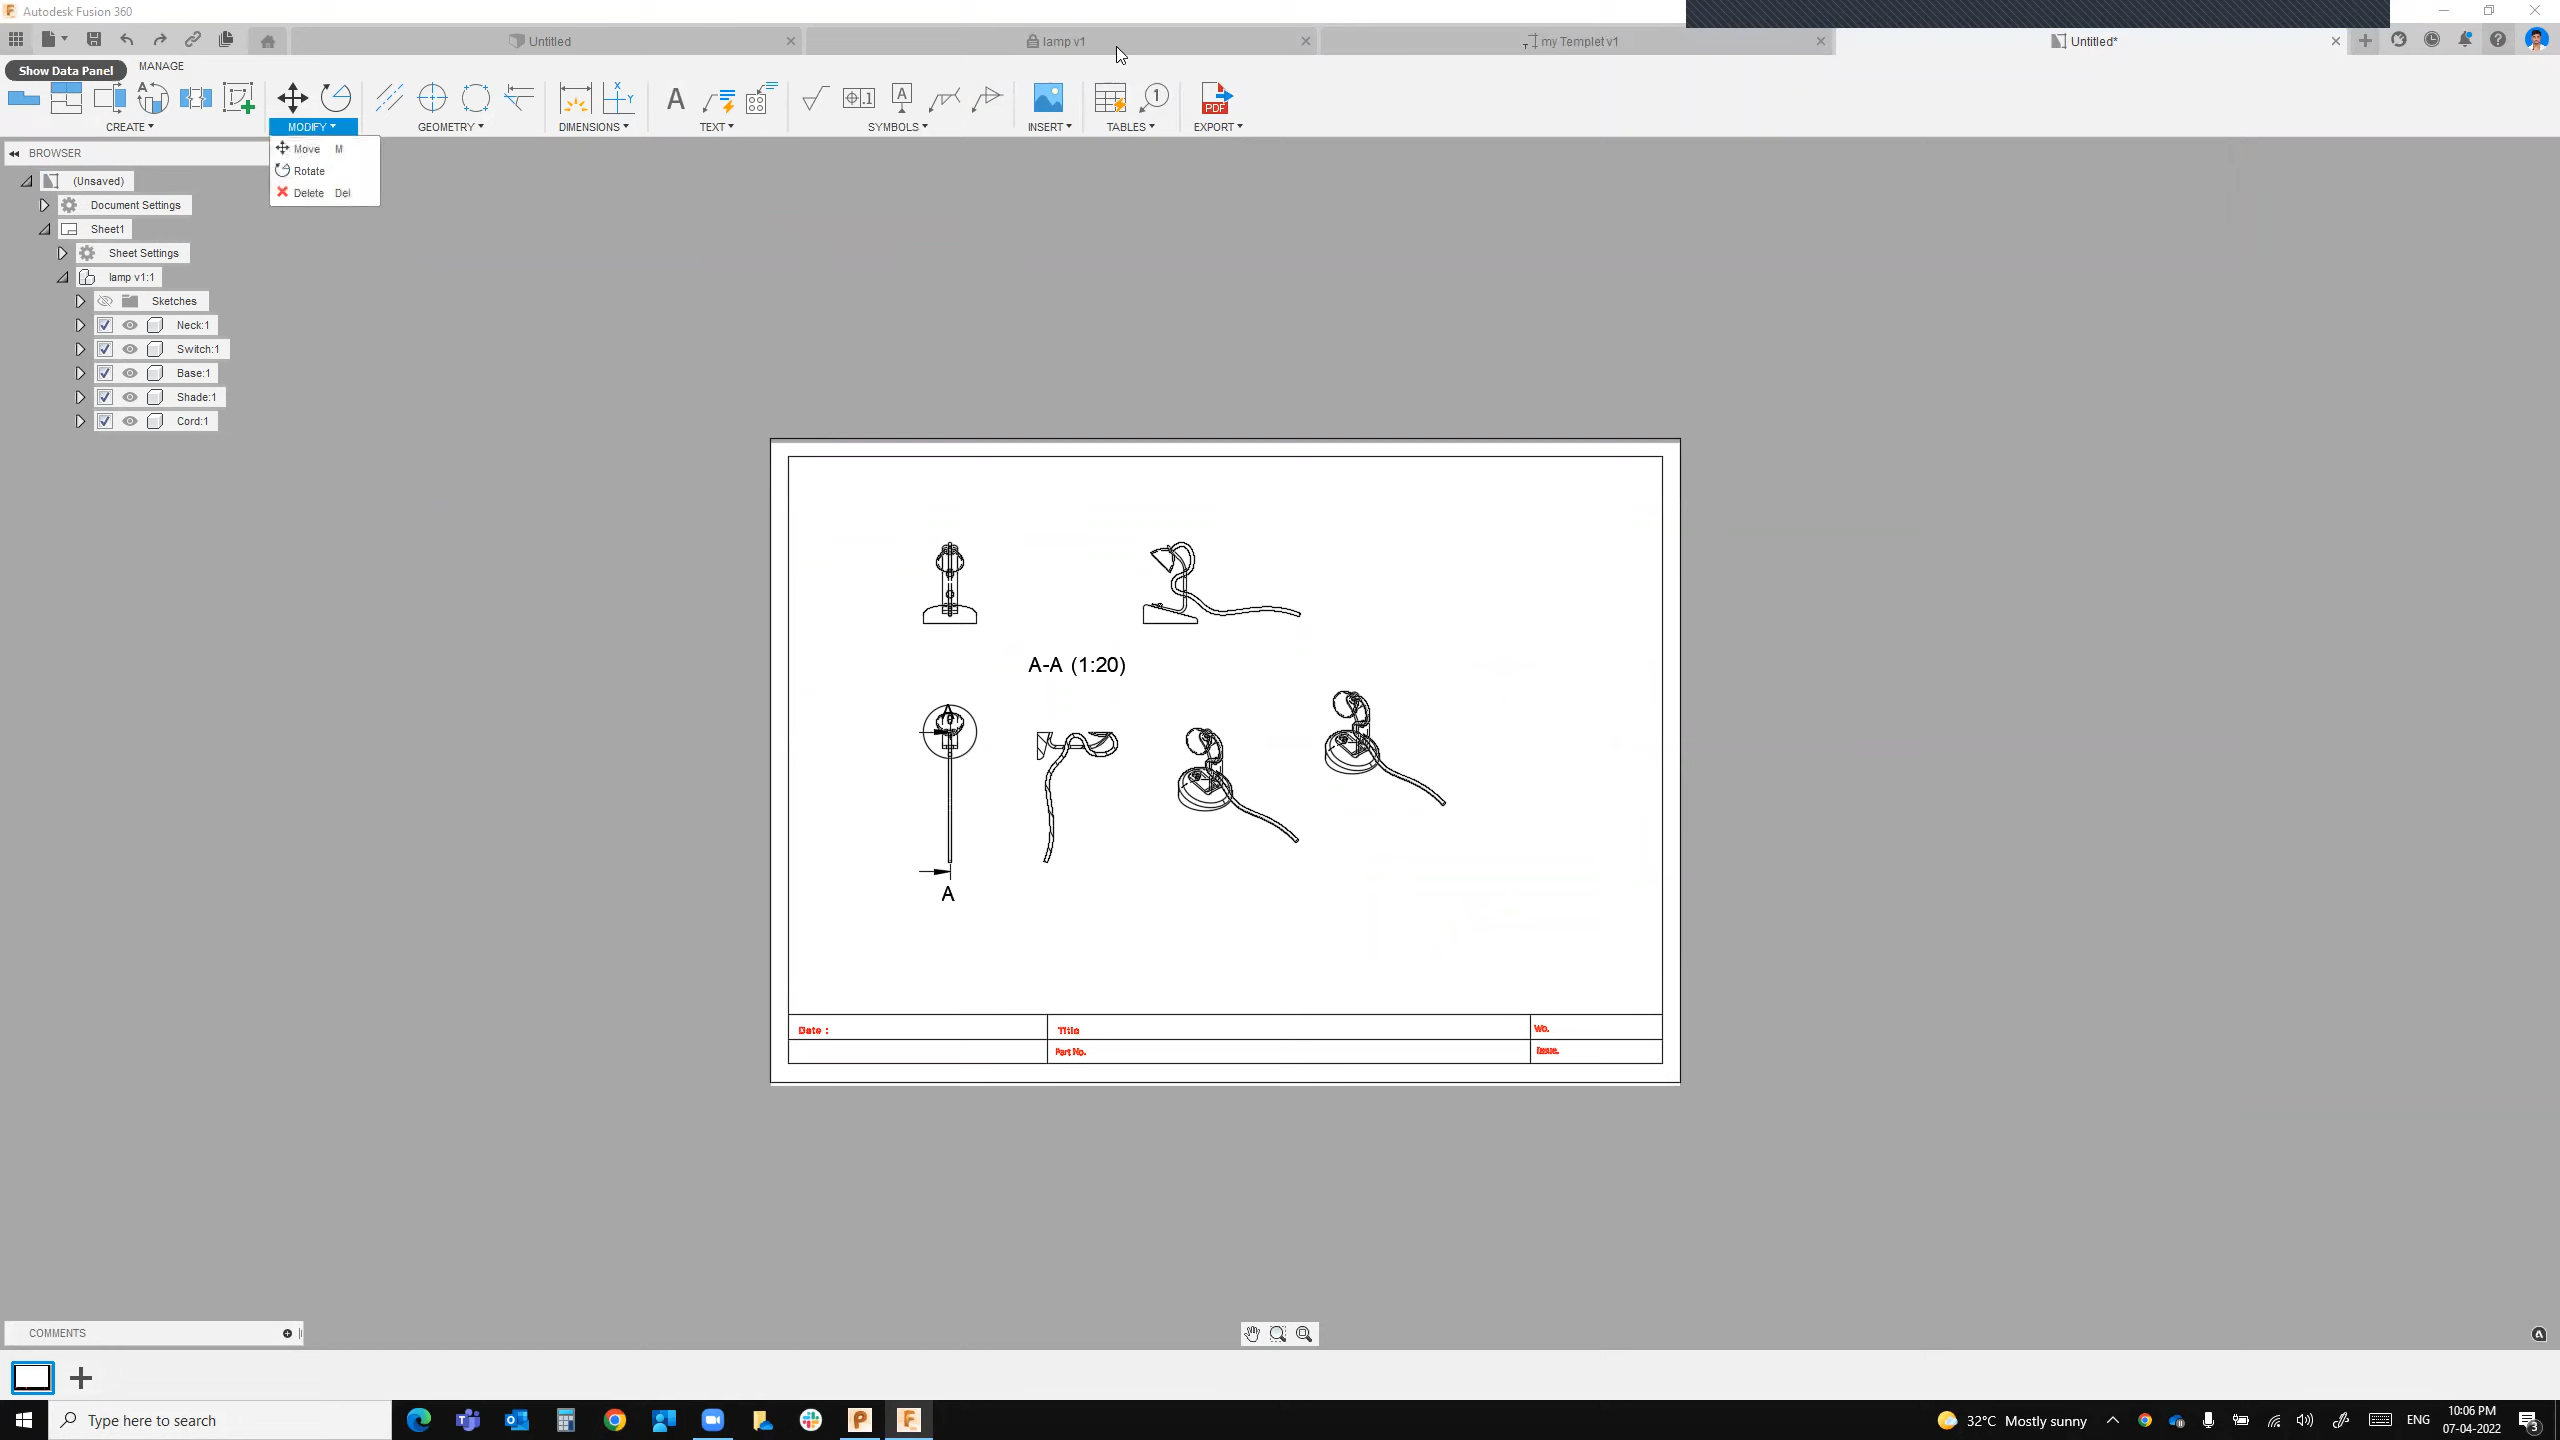 Autodesk Fusion 360
Untitled
lamp v1
my Templet v1
Untitled*
Show Data Panel
MANAGE
CREATE
MODIFY
GEOMETRY
DIMENSIONS
TEXT
SYMBOLS
INSERT
TABLES
EXPORT
BROWSER
Move M
Rotate
Delete Del
(Unsaved)
Document Settings
Sheet1
Sheet Settings
lamp v1:1
Sketches
Neck:1
Switch:1
Base:1
Shade:1
Cord:1
A-A (1:20)
A
A
Date :
Title
Part No.
COMMENTS
Type here to search
32°C Mostly sunny
ENG
10:06 PM
07-04-2022
3